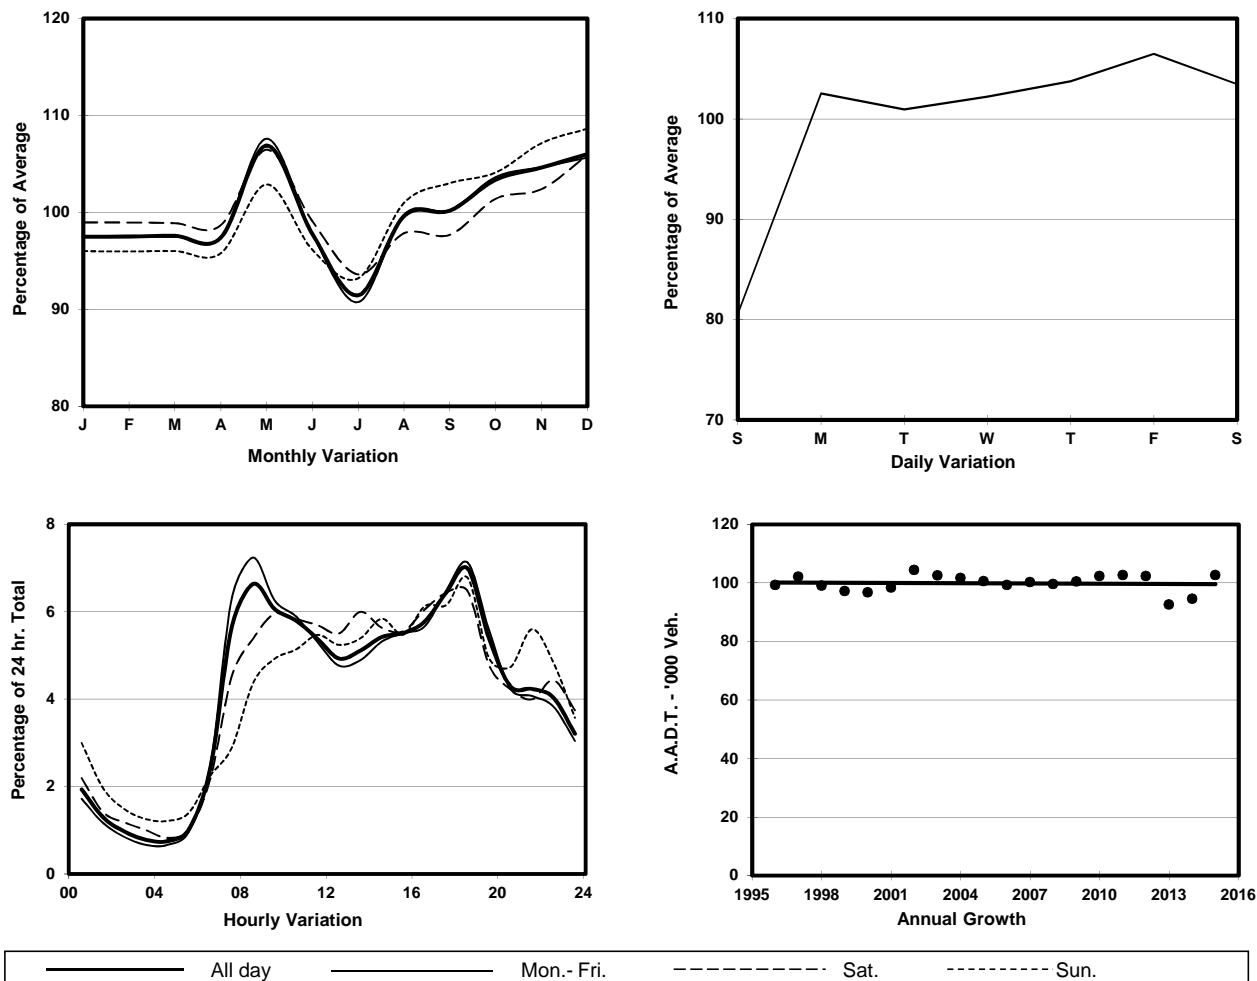 120
110
100
90
80
Percentage of Average
J F M A M J J A S O N D
Monthly Variation
110
100
90
80
70
Percentage of Average
S M T W T F S
Daily Variation
8
6
4
2
0
Percentage of 24 hr. Total
00 04 08 12 16 20 24
Hourly Variation
120
100
80
60
40
20
0
A.A.D.T. - '000 Veh.
1995 1998 2001 2004 2007 2010 2013 2016
Annual Growth
All day Mon.- Fri. Sat. Sun.